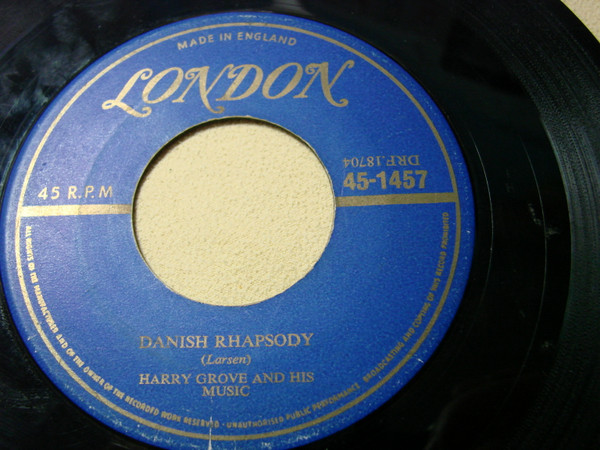 MADE IN ENGLAND
LONDON
DRF.18704
45 R.P.M
45-1457
DANISH RHAPSODY
(Larsen)
HARRY GROVE AND HIS
MUSIC
ALL RIGHTS OF THE MANUFACTURER AND OF THE OWNER OF THE RECORDED WORK RESERVED · UNAUTHORISED PUBLIC PERFORMANCE BROADCASTING AND COPYING OF THIS RECORD PROHIBITED